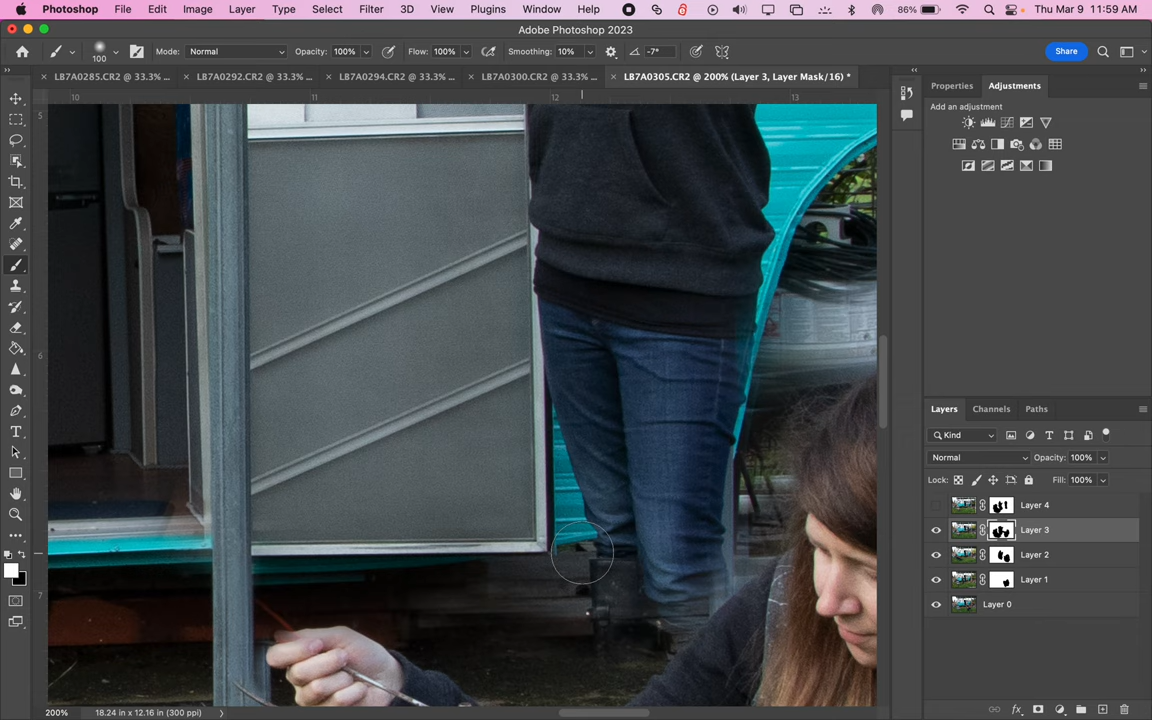 Photoshop File Edit Image Layer Type Select Filter 3D View Plugins Window Help 86% Thu Mar 9 11:59 AM
Adobe Photoshop 2023
100 Mode: Normal Opacity: 100% Flow: 100% Smoothing: 10% -7° Share
LB7A0285.CR2 @ 33.3% ... LB7A0292.CR2 @ 33.3% ... LB7A0294.CR2 @ 33.3% ... LB7A0300.CR2 @ 33.3% ... LB7A0305.CR2 @ 200% (Layer 3, Layer Mask/16) *
Properties Adjustments
10 11 12 13
Add an adjustment
5
6
7
Layers Channels Paths
Kind
Normal Opacity: 100%
Lock: Fill: 100%
Layer 4
Layer 3
Layer 2
Layer 1
Layer 0
200% 18.24 in x 12.16 in (300 ppi)